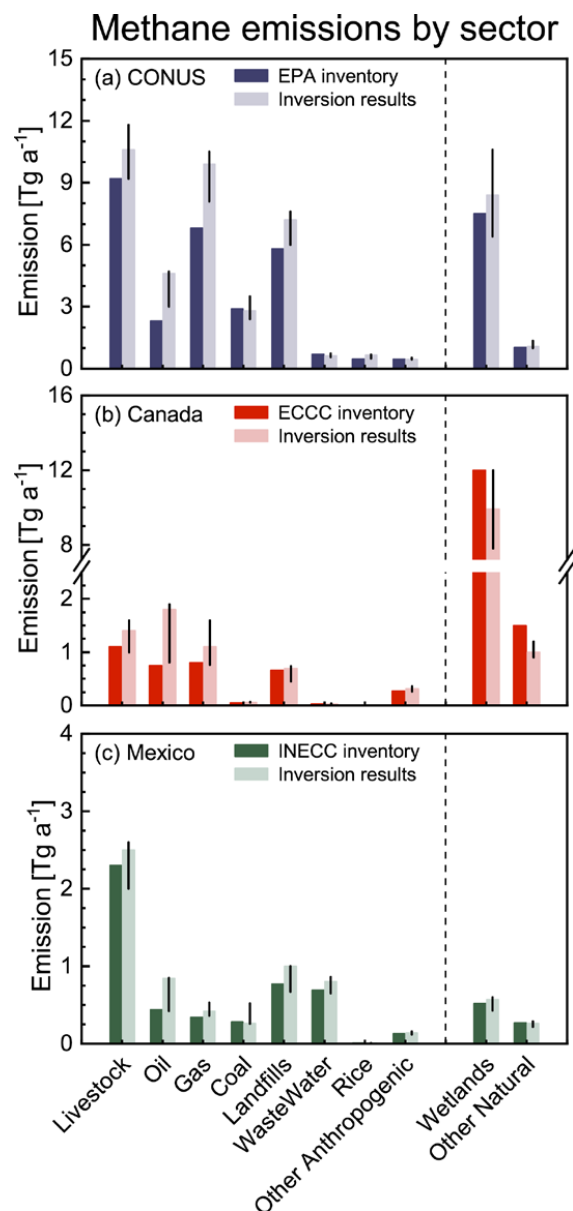 Methane emissions by sector
(a) CONUS
EPA inventory
Inversion results
Emission [Tg a⁻¹]
15
12
9
6
3
0
(b) Canada
ECCC inventory
Inversion results
Emission [Tg a⁻¹]
16
12
8
2
1
0
(c) Mexico
INECC inventory
Inversion results
Emission [Tg a⁻¹]
4
3
2
1
0
Livestock
Oil
Gas
Coal
Landfills
WasteWater
Rice
Other Anthropogenic
Wetlands
Other Natural